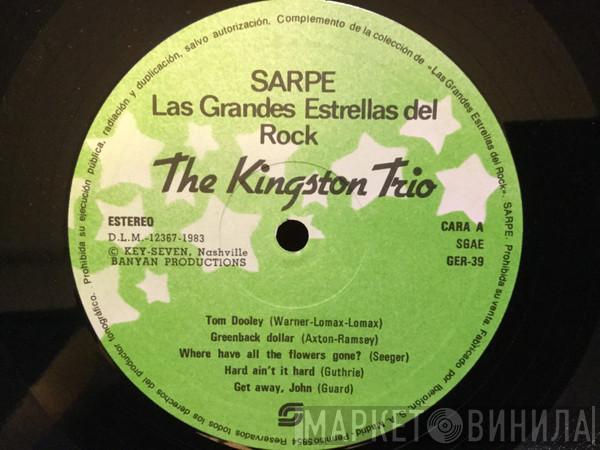 SARPE
Las Grandes Estrellas del
Rock
The Kingston Trio
ESTEREO
D.L.M.-12367-1983
© KEY-SEVEN, Nashville
BANYAN PRODUCTIONS
CARA A
SGAE
GER-39
Tom Dooley (Warner-Lomax-Lomax)
Greenback dollar (Axton-Ramsey)
Where have all the flowers gone? (Seeger)
Hard ain't it hard (Guthrie)
Get away, John (Guard)
Reservados todos los derechos del productor fonográfico. Prohibida su ejecución pública, radiación y duplicación, salvo autorización. Complemento de la colección de «Las Grandes Estrellas del Rock». SARPE. Prohibida su venta. Fabricado por Iberofón, S. A. Madrid - Permiso 5854
МАРКЕТ ВИНИЛА